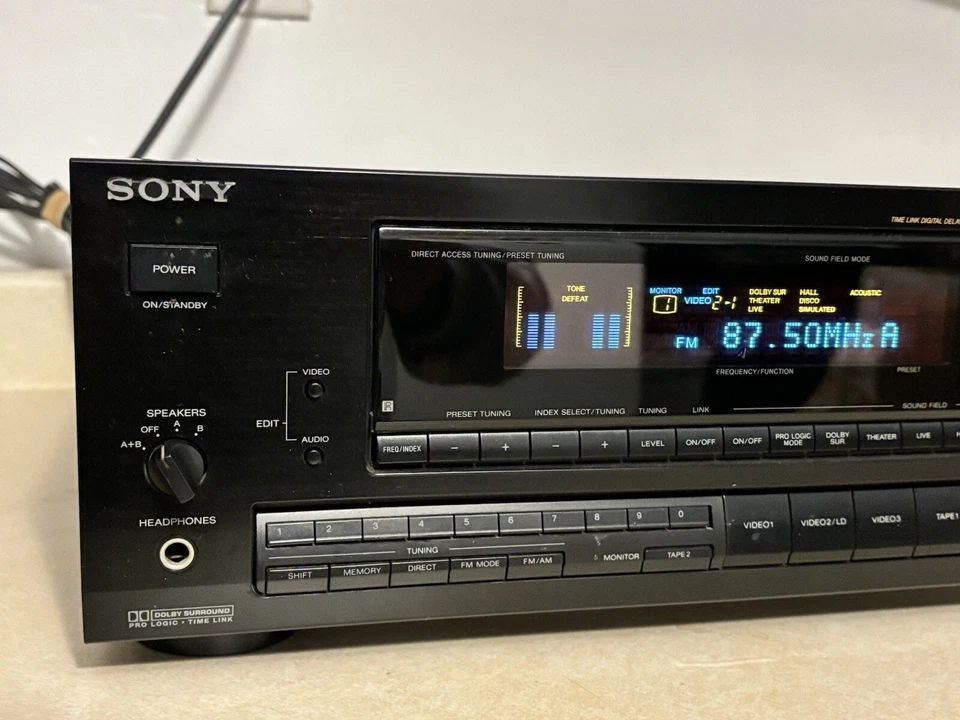 SONY
TIME LINK DIGITAL DELA
POWER
ON/STANDBY
DIRECT ACCESS TUNING/PRESET TUNING
SOUND FIELD MODE
TONE
DEFEAT
MONITOR
1
EDIT
VIDEO 2-1
DOLBY SUR
THEATER
LIVE
HALL
DISCO
SIMULATED
ACOUSTIC
FM 87.50MHz A
FREQUENCY/FUNCTION
PRESET
VIDEO
EDIT
AUDIO
SPEAKERS
OFF A B
A+B
PRESET TUNING
INDEX SELECT/TUNING
TUNING
LINK
SOUND FIELD
FREQ/INDEX
− + − +
LEVEL
ON/OFF
ON/OFF
PRO LOGIC
MODE
DOLBY
SUR
THEATER
LIVE
H
HEADPHONES
1 2 3 4 5 6 7 8 9 0
TUNING
SHIFT
MEMORY
DIRECT
FM MODE
FM/AM
MONITOR
TAPE 2
VIDEO1
VIDEO2/LD
VIDEO3
TAPE1
DOLBY SURROUND
PRO LOGIC • TIME LINK